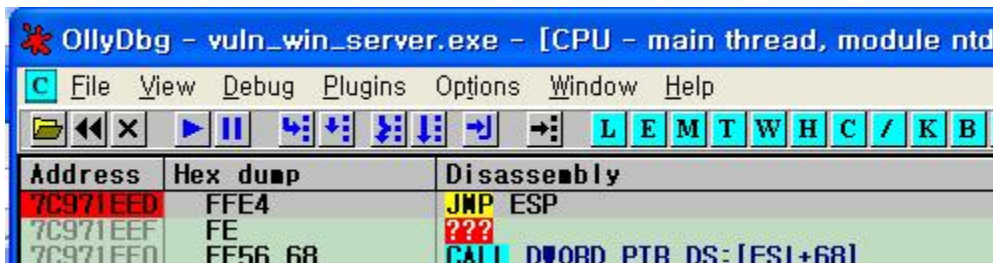 OllyDbg - vuln_win_server.exe - [CPU - main thread, module ntd
C File View Debug Plugins Options Window Help
L E M T W H C / K B
Address Hex dump Disassembly
7C971EED FFE4 JMP ESP
7C971EEF FE ???
7C971EF0 FF56 68 CALL DWORD PTR DS:[ESI+68]